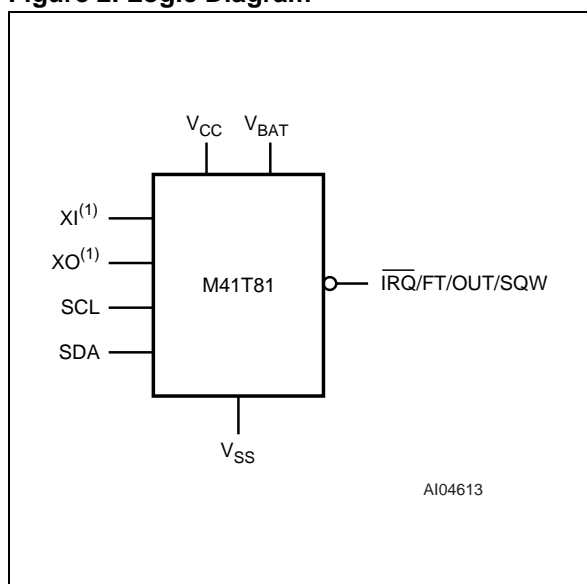 Figure 2. Logic Diagram
VCC VBAT
XI(1)
XO(1)
SCL
SDA
M41T81
IRQ/FT/OUT/SQW
VSS
AI04613